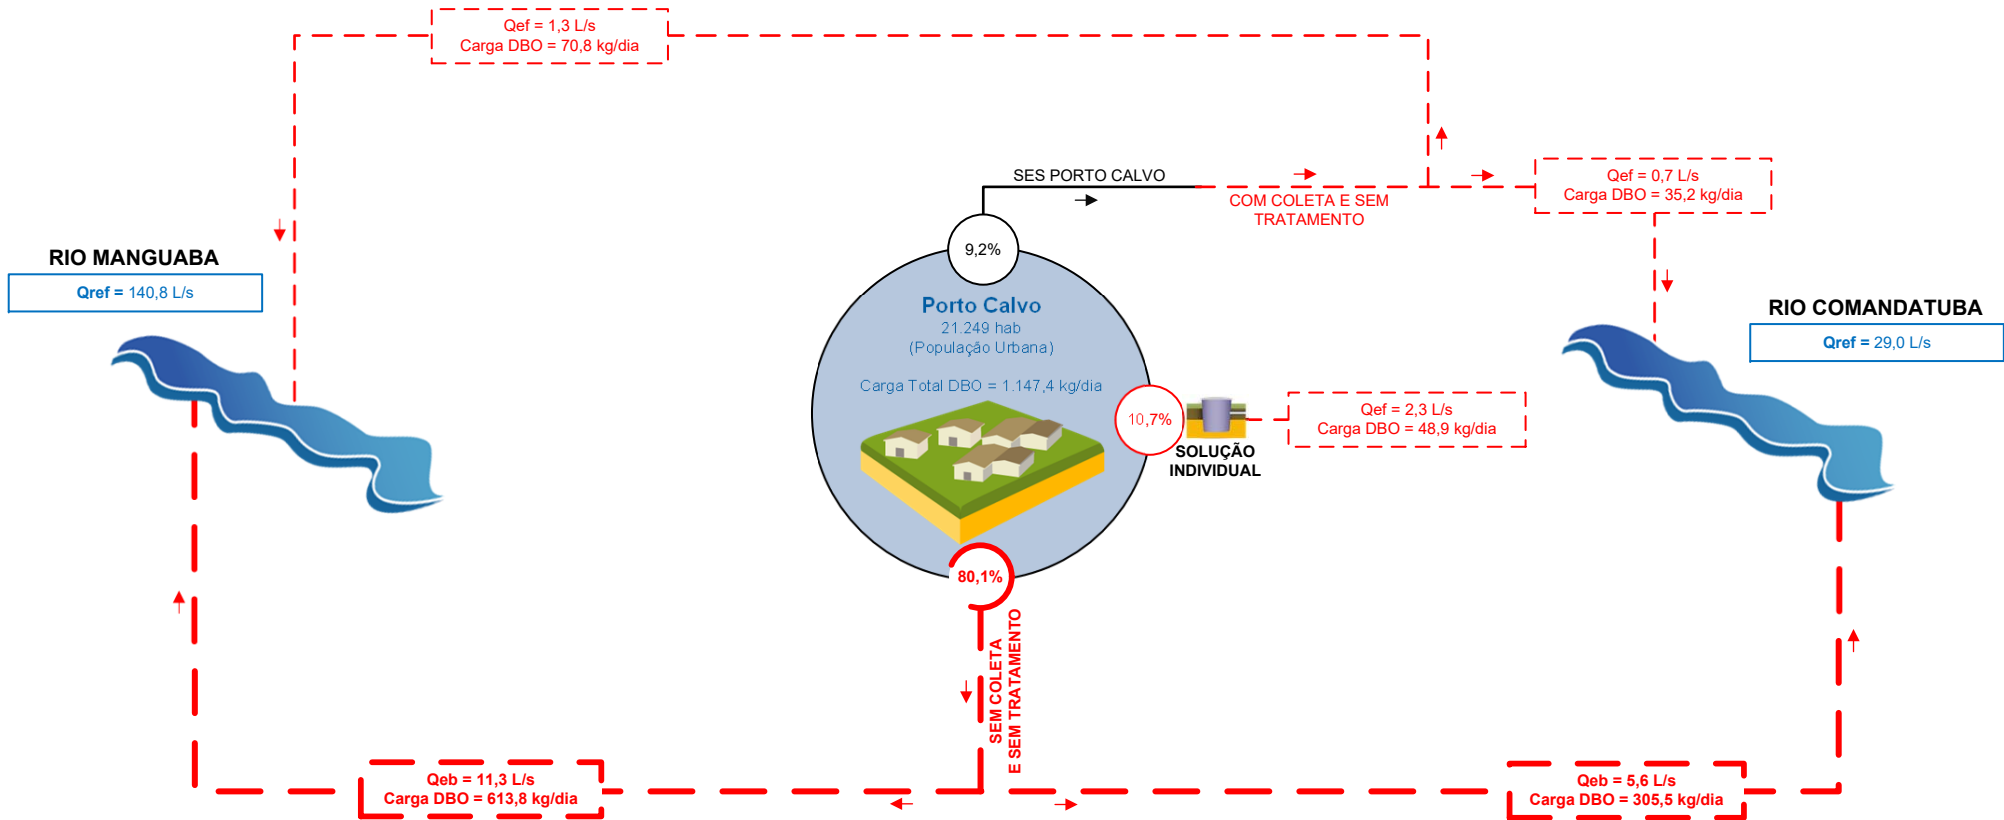 Qef = 1,3 L/s
Carga DBO = 70,8 kg/dia
SES PORTO CALVO
COM COLETA E SEM
TRATAMENTO
Qef = 0,7 L/s
Carga DBO = 35,2 kg/dia
RIO MANGUABA
Qref = 140,8 L/s
9,2%
Porto Calvo
21.249 hab
(População Urbana)
Carga Total DBO = 1.147,4 kg/dia
RIO COMANDATUBA
Qref = 29,0 L/s
10,7%
SOLUÇÃO
INDIVIDUAL
Qef = 2,3 L/s
Carga DBO = 48,9 kg/dia
80,1%
SEM COLETA
E SEM TRATAMENTO
Qeb = 11,3 L/s
Carga DBO = 613,8 kg/dia
Qeb = 5,6 L/s
Carga DBO = 305,5 kg/dia